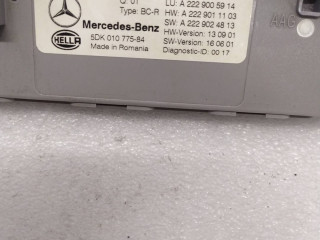 Q: 01
LU: A 222 900 59 14
Type: BC-R
HW: A 222 901 11 03
SW: A 222 902 48 13
Mercedes-Benz
HW-Version: 13 09 01
HELLA
5DK 010 775-84
SW-Version: 16 06 01
Made in Romania
Diagnostic-ID: 00 17